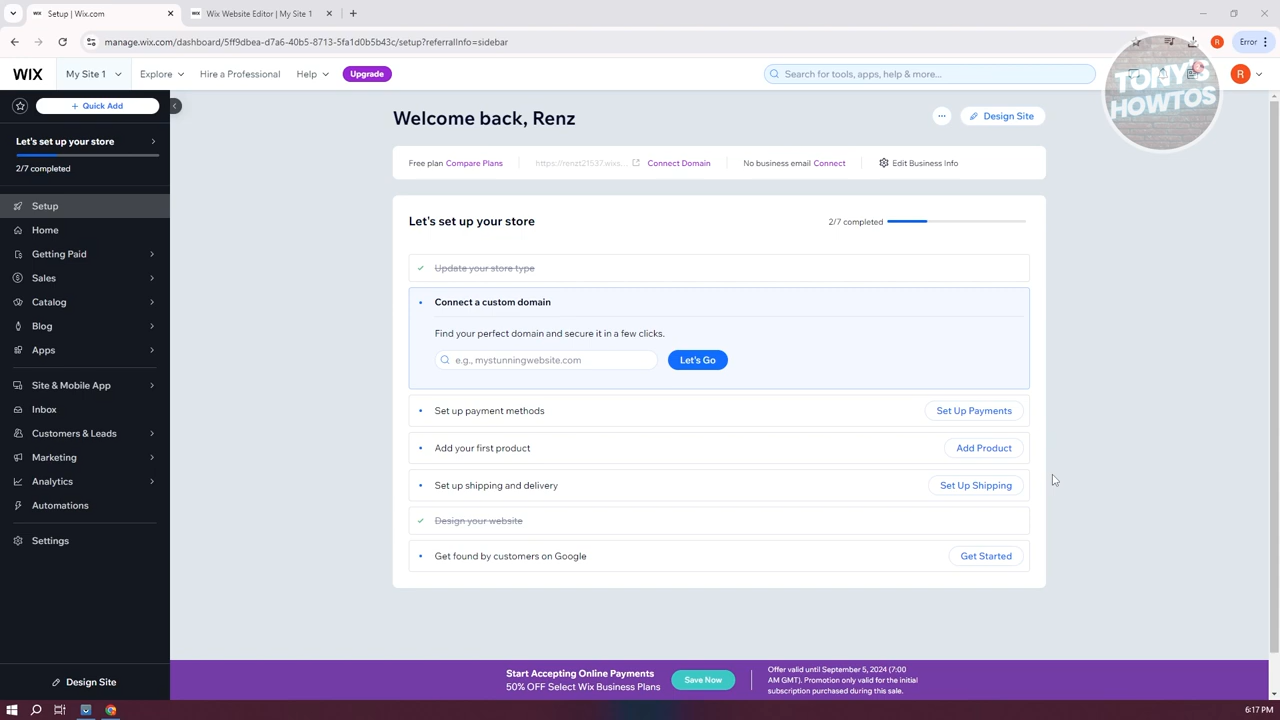 Setup | Wix.com
Wix Website Editor | My Site 1
manage.wix.com/dashboard/5ff9dbea-d7a6-40b5-8713-5fa1d0b5b43c/setup?referralInfo=sidebar
R
Error
WIX
My Site 1
Explore
Hire a Professional
Help
Upgrade
Search for tools, apps, help & more...
R
TONY'S
HOWTOS
+ Quick Add
Let's set up your store
2/7 completed
Setup
Home
Getting Paid
Sales
Catalog
Blog
Apps
Site & Mobile App
Inbox
Customers & Leads
Marketing
Analytics
Automations
Settings
Design Site
Welcome back, Renz
Design Site
Free plan Compare Plans
https://renzt21537.wixs... Connect Domain
No business email Connect
Edit Business Info
Let's set up your store
2/7 completed
Update your store type
Connect a custom domain
Find your perfect domain and secure it in a few clicks.
e.g., mystunningwebsite.com
Let's Go
Set up payment methods
Set Up Payments
Add your first product
Add Product
Set up shipping and delivery
Set Up Shipping
Design your website
Get found by customers on Google
Get Started
Start Accepting Online Payments
50% OFF Select Wix Business Plans
Save Now
Offer valid until September 5, 2024 (7:00
AM GMT). Promotion only valid for the initial
subscription purchased during this sale.
6:17 PM